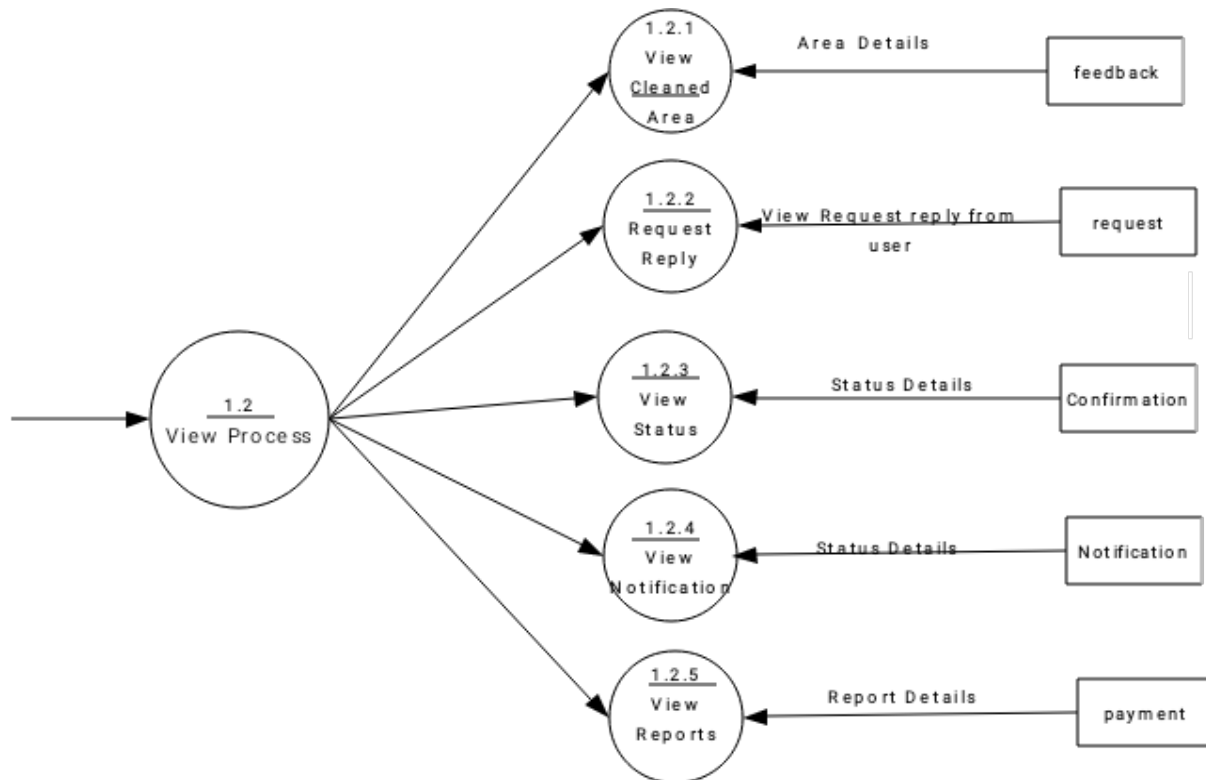 1.2.1
View
Cleaned
Area
Area Details
feedback
1.2.2
Request
Reply
View Request reply from
user
request
1.2
View Process
1.2.3
View
Status
Status Details
Confirmation
1.2.4
View
Notification
Status Details
Notification
1.2.5
View
Reports
Report Details
payment